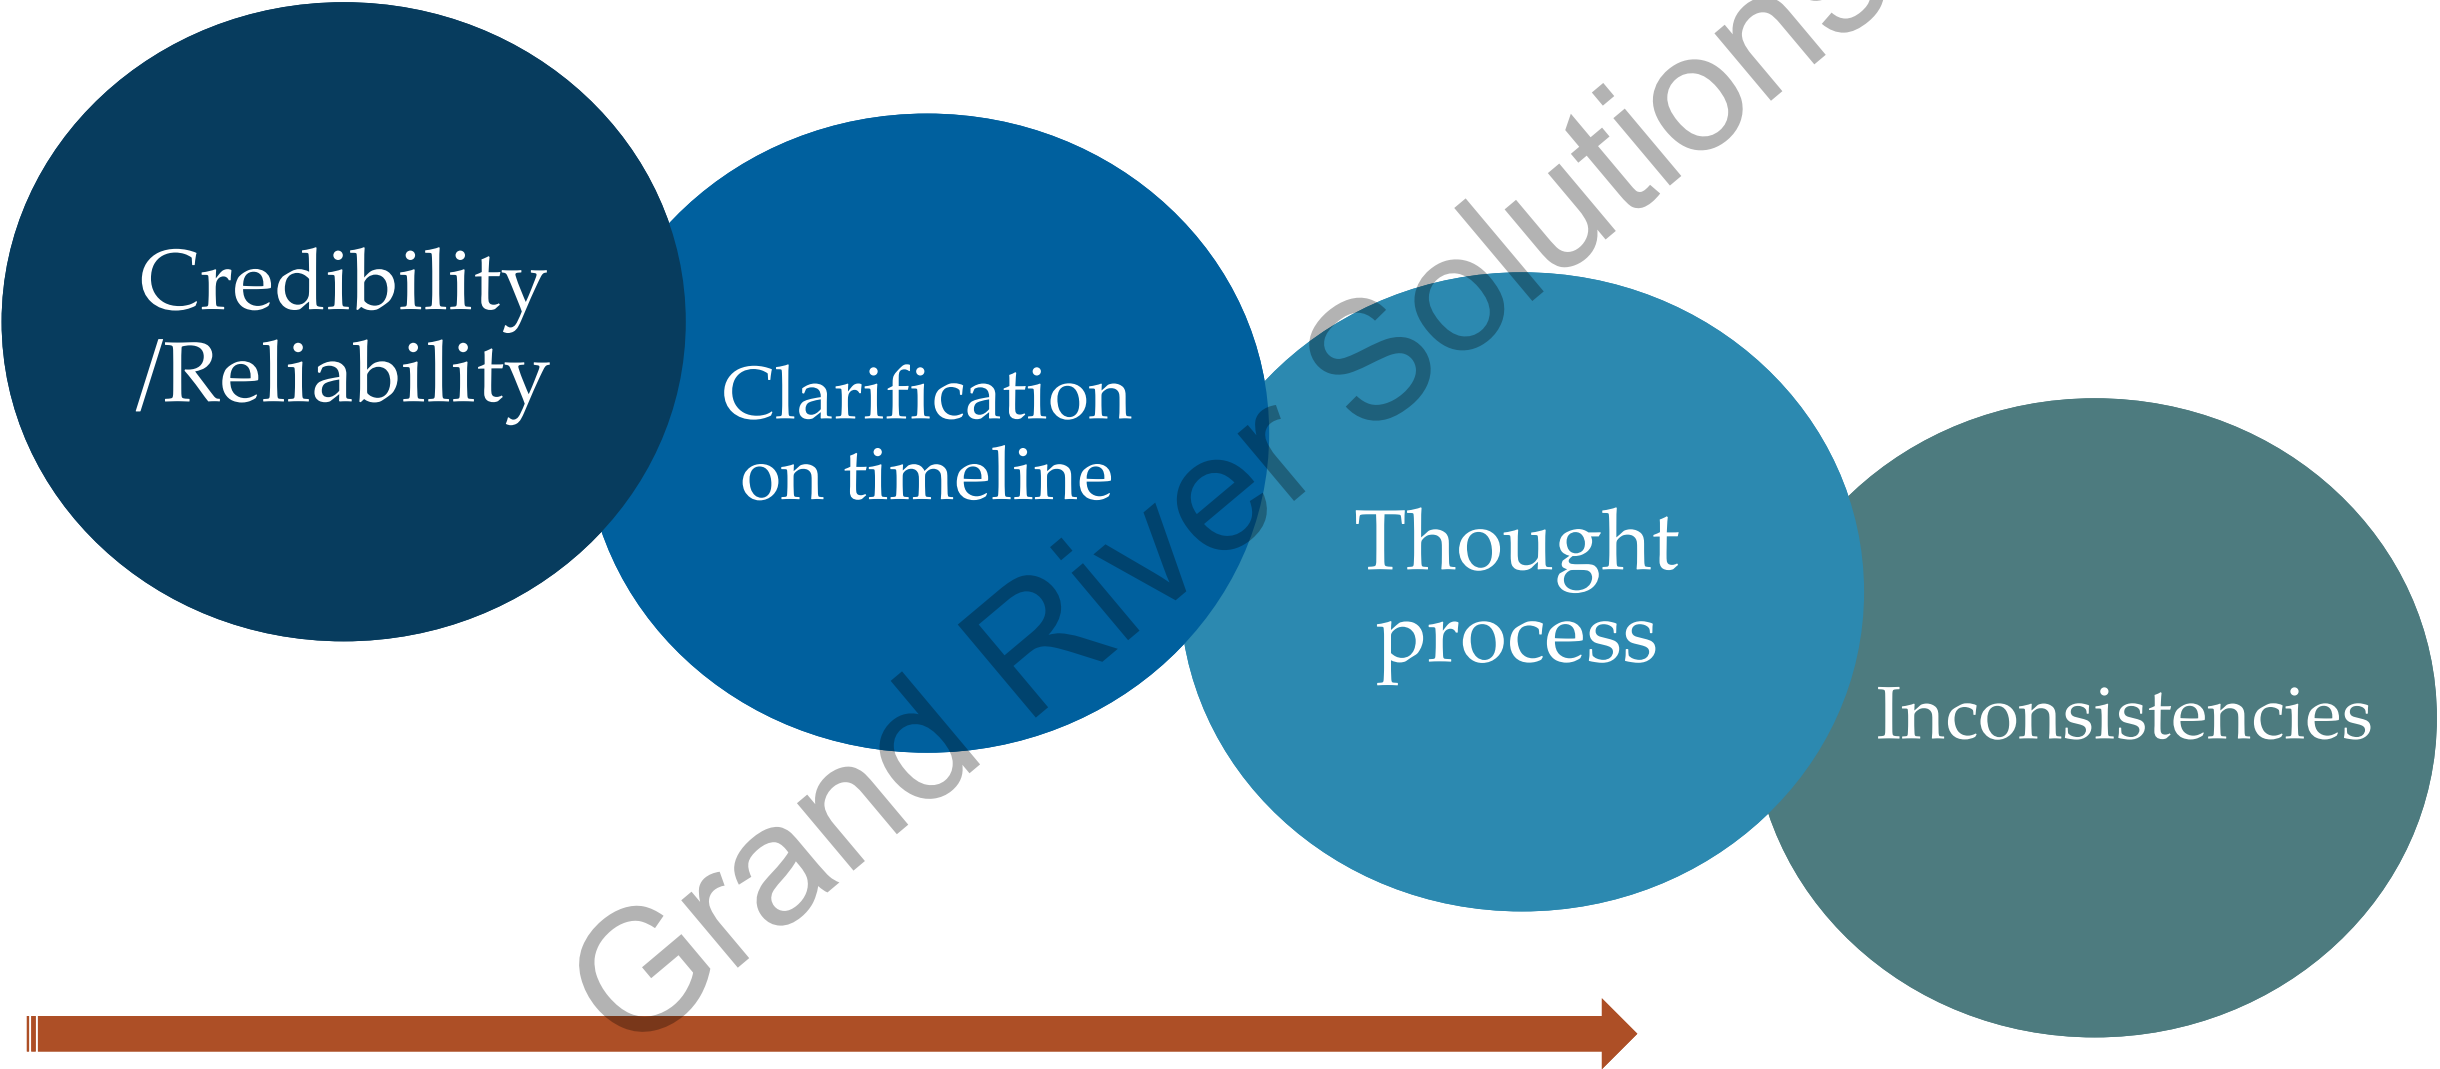 Credibility
/Reliability
Clarification
on timeline
Thought
process
Inconsistencies
Grand River Solutions